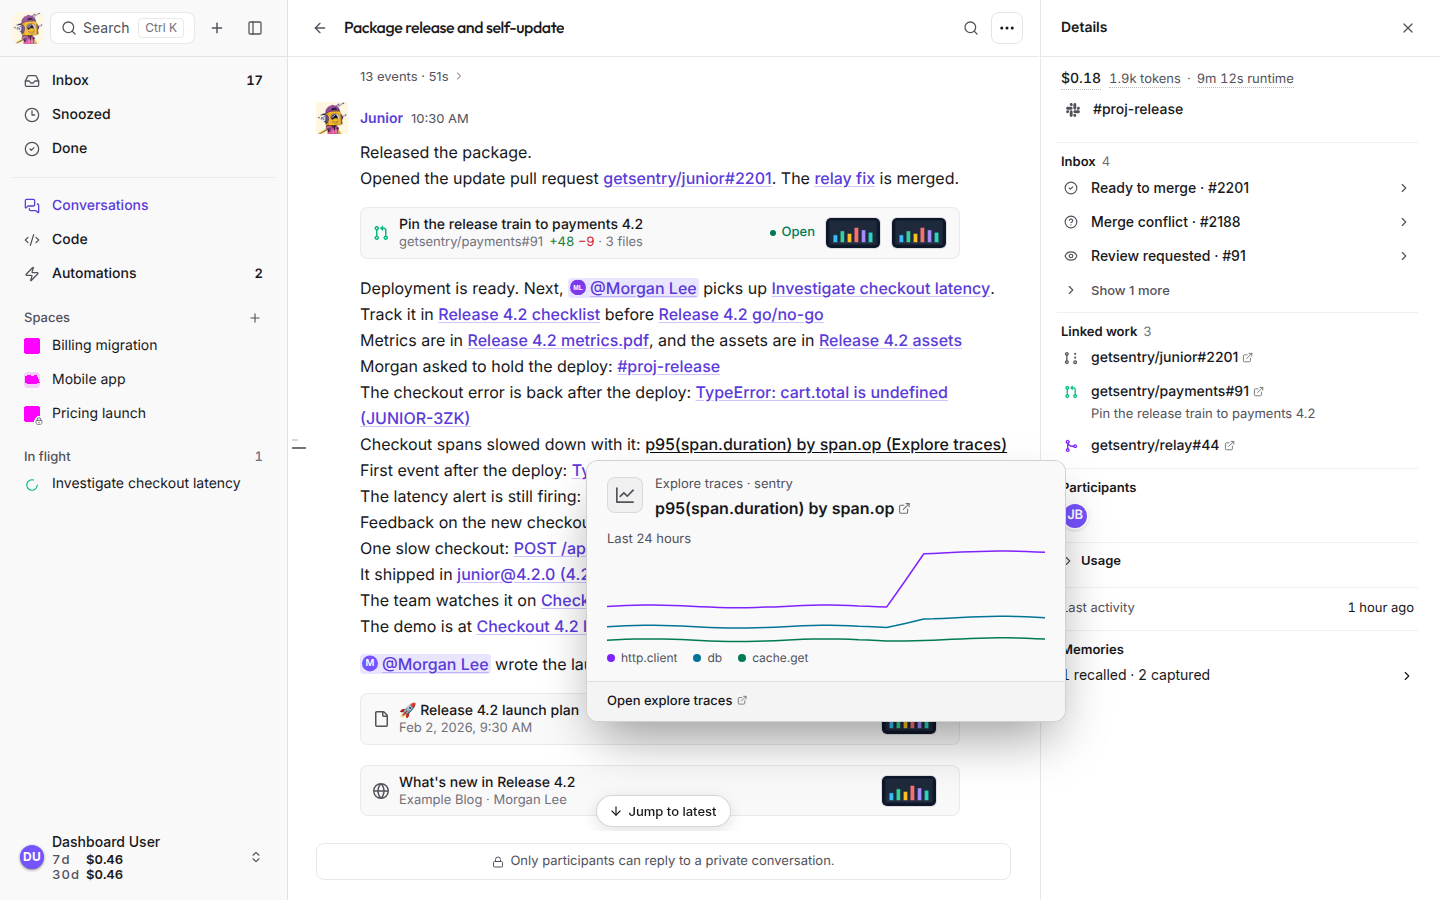 Search Ctrl K
Inbox 17
Snoozed
Done
Conversations
Code
Automations 2
Spaces
Billing migration
Mobile app
Pricing launch
In flight 1
Investigate checkout latency
DU Dashboard User
7d $0.46
30d $0.46
Package release and self-update
13 events · 51s
Junior 10:30 AM
Released the package.
Opened the update pull request getsentry/junior#2201. The relay fix is merged.
Pin the release train to payments 4.2
getsentry/payments#91 +48 −9 · 3 files
Open
Deployment is ready. Next, ML @Morgan Lee picks up Investigate checkout latency.
Track it in Release 4.2 checklist before Release 4.2 go/no-go
Metrics are in Release 4.2 metrics.pdf, and the assets are in Release 4.2 assets
Morgan asked to hold the deploy: #proj-release
The checkout error is back after the deploy: TypeError: cart.total is undefined
(JUNIOR-3ZK)
Checkout spans slowed down with it: p95(span.duration) by span.op (Explore traces)
First event after the deploy: Ty
The latency alert is still firing:
Feedback on the new checkou
One slow checkout: POST /ap
It shipped in junior@4.2.0 (4.2
The team watches it on Check
The demo is at Checkout 4.2
M @Morgan Lee wrote the lau
🚀 Release 4.2 launch plan
Feb 2, 2026, 9:30 AM
What's new in Release 4.2
Example Blog · Morgan Lee
Jump to latest
Only participants can reply to a private conversation.
Explore traces · sentry
p95(span.duration) by span.op
Last 24 hours
http.client db cache.get
Open explore traces
Details
$0.18 1.9k tokens · 9m 12s runtime
#proj-release
Inbox 4
Ready to merge · #2201
Merge conflict · #2188
Review requested · #91
Show 1 more
Linked work 3
getsentry/junior#2201
getsentry/payments#91
Pin the release train to payments 4.2
getsentry/relay#44
Participants
JB
Usage
Last activity 1 hour ago
Memories
1 recalled · 2 captured